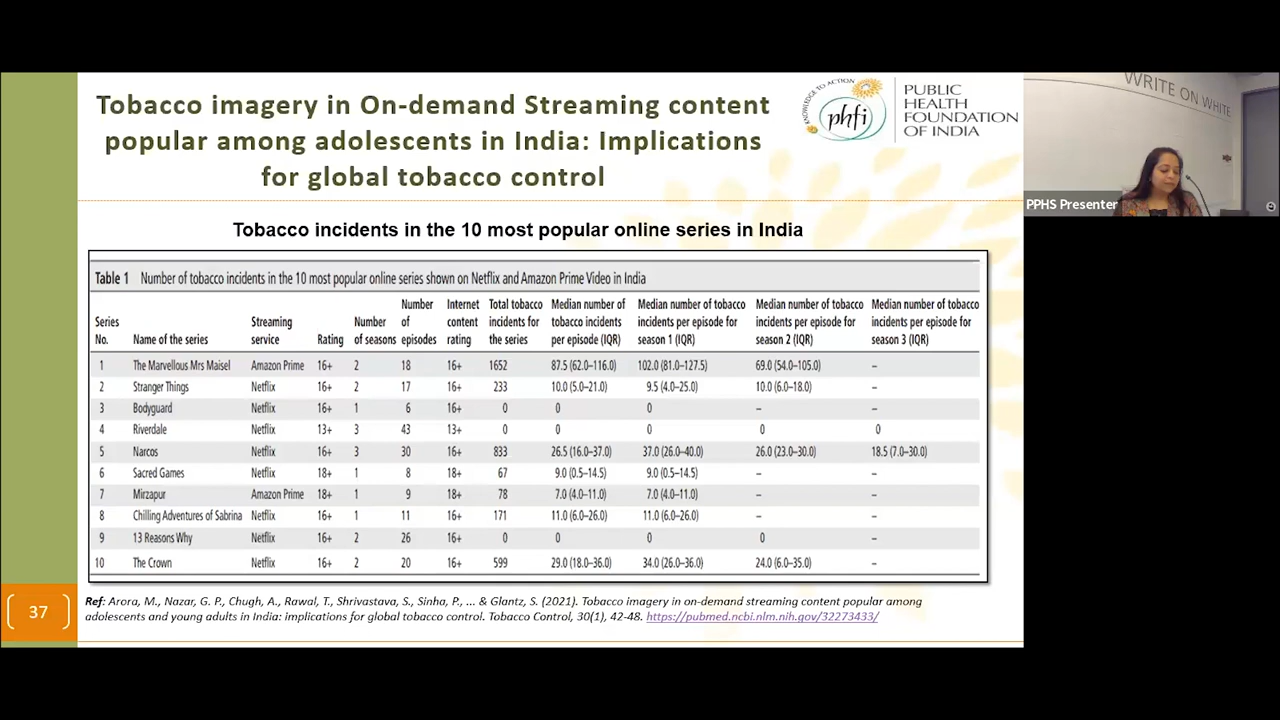 Tobacco imagery in On-demand Streaming content
popular among adolescents in India: Implications
for global tobacco control
KNOWLEDGE TO ACTION
phfi
PUBLIC
HEALTH
FOUNDATION
OF INDIA
WRITE ON WHITE
PPHS Presenter
Tobacco incidents in the 10 most popular online series in India
Table 1 Number of tobacco incidents in the 10 most popular online series shown on Netflix and Amazon Prime Video in India
Series No. Name of the series Streaming service Rating Number of seasons Number of episodes Internet content rating Total tobacco incidents for the series Median number of tobacco incidents per episode (IQR) Median number of tobacco incidents per episode for season 1 (IQR) Median number of tobacco incidents per episode for season 2 (IQR) Median number of tobacco incidents per episode for season 3 (IQR)
1 The Marvellous Mrs Maisel Amazon Prime 16+ 2 18 16+ 1652 87.5 (62.0–116.0) 102.0 (81.0–127.5) 69.0 (54.0–105.0) –
2 Stranger Things Netflix 16+ 2 17 16+ 233 10.0 (5.0–21.0) 9.5 (4.0–25.0) 10.0 (6.0–18.0) –
3 Bodyguard Netflix 16+ 1 6 16+ 0 0 0 – –
4 Riverdale Netflix 13+ 3 43 13+ 0 0 0 0 0
5 Narcos Netflix 16+ 3 30 16+ 833 26.5 (16.0–37.0) 37.0 (26.0–40.0) 26.0 (23.0–30.0) 18.5 (7.0–30.0)
6 Sacred Games Netflix 18+ 1 8 18+ 67 9.0 (0.5–14.5) 9.0 (0.5–14.5) – –
7 Mirzapur Amazon Prime 18+ 1 9 18+ 78 7.0 (4.0–11.0) 7.0 (4.0–11.0) – –
8 Chilling Adventures of Sabrina Netflix 16+ 1 11 16+ 171 11.0 (6.0–26.0) 11.0 (6.0–26.0) – –
9 13 Reasons Why Netflix 16+ 2 26 16+ 0 0 0 0 –
10 The Crown Netflix 16+ 2 20 16+ 599 29.0 (18.0–36.0) 34.0 (26.0–36.0) 24.0 (6.0–35.0) –
37
Ref: Arora, M., Nazar, G. P., Chugh, A., Rawal, T., Shrivastava, S., Sinha, P., ... & Glantz, S. (2021). Tobacco imagery in on-demand streaming content popular among
adolescents and young adults in India: implications for global tobacco control. Tobacco Control, 30(1), 42-48. https://pubmed.ncbi.nlm.nih.gov/32273433/